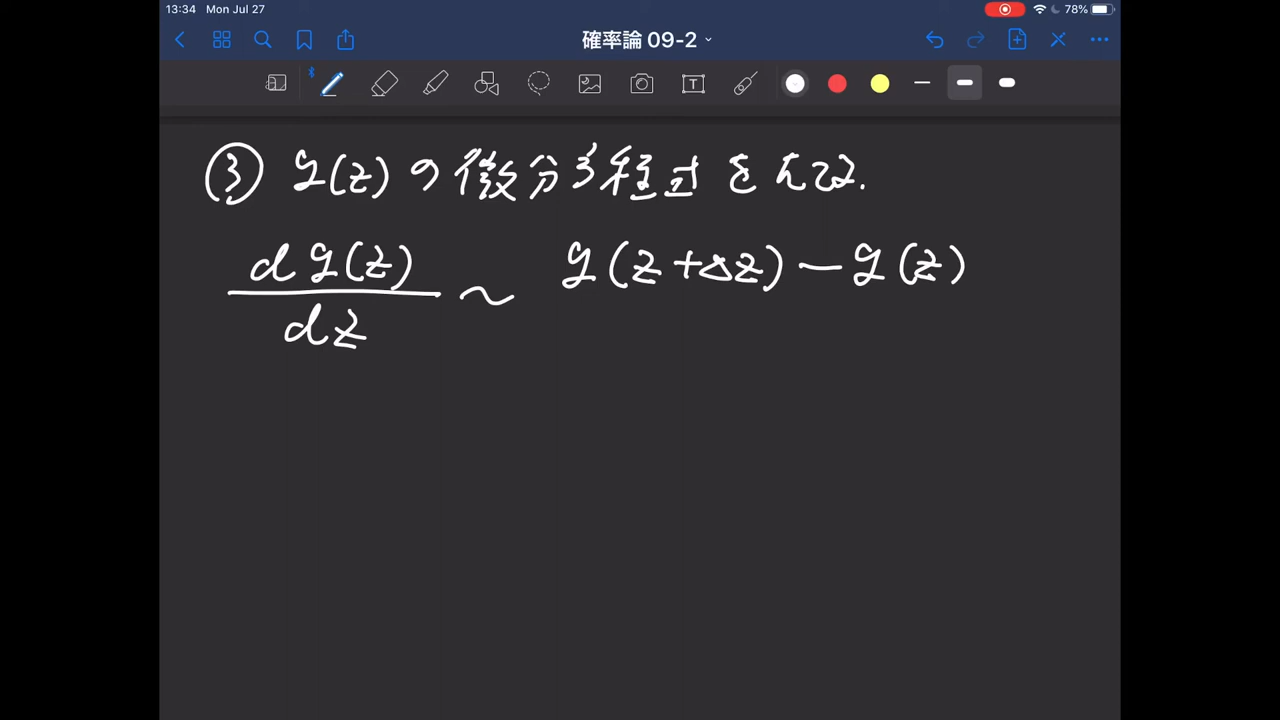 13:34 Mon Jul 27 78%
確率論 09-2
T
③ g(z) の微分方程式を たてる.
dg(z)/dz ~ g(z+Δz) − g(z)